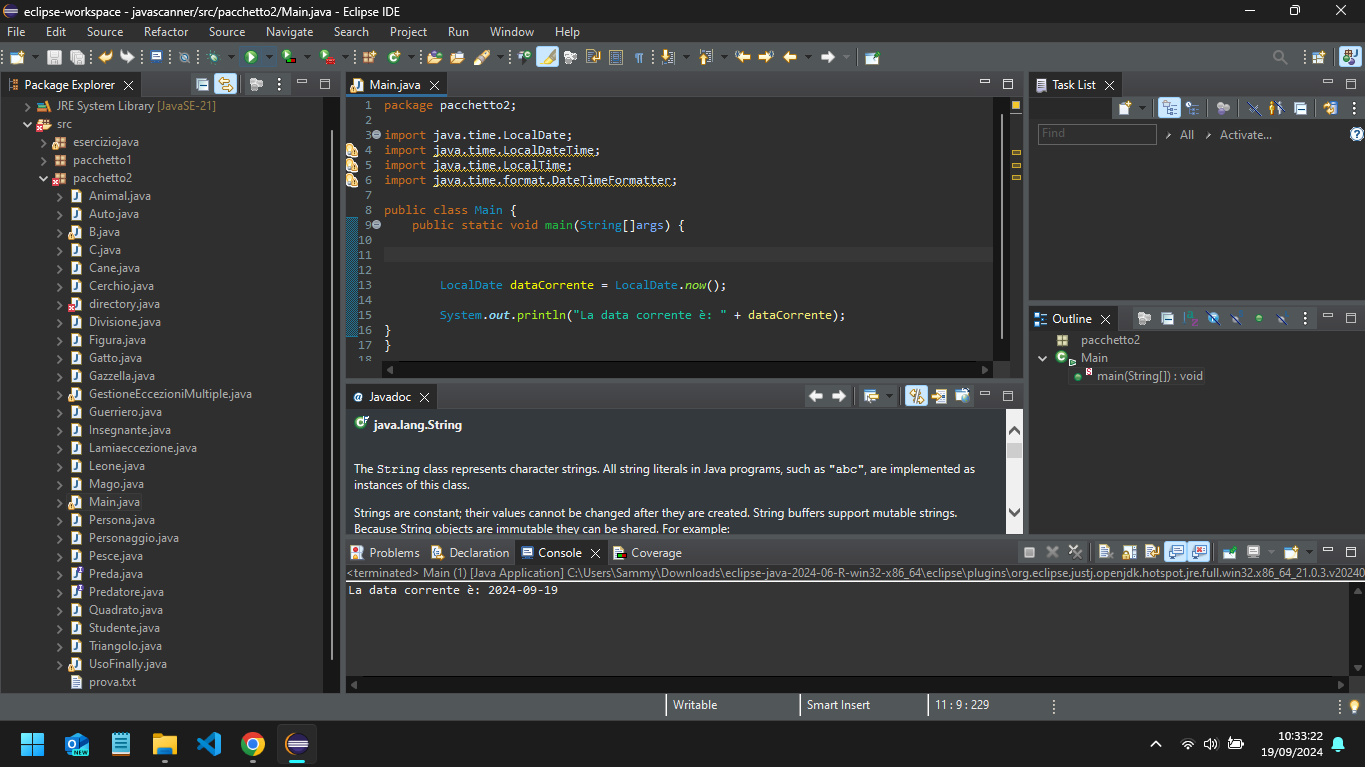 eclipse-workspace - javascanner/src/pacchetto2/Main.java - Eclipse IDE
File Edit Source Refactor Source Navigate Search Project Run Window Help
Package Explorer
JRE System Library [JavaSE-21]
src
eserciziojava
pacchetto1
pacchetto2
Animal.java
Auto.java
B.java
C.java
Cane.java
Cerchio.java
directory.java
Divisione.java
Figura.java
Gatto.java
Gazzella.java
GestioneEccezioniMultiple.java
Guerriero.java
Insegnante.java
Lamiaeccezione.java
Leone.java
Mago.java
Main.java
Persona.java
Personaggio.java
Pesce.java
Preda.java
Predatore.java
Quadrato.java
Studente.java
Triangolo.java
UsoFinally.java
prova.txt
Main.java
1 package pacchetto2;
2
3 import java.time.LocalDate;
4 import java.time.LocalDateTime;
5 import java.time.LocalTime;
6 import java.time.format.DateTimeFormatter;
7
8 public class Main {
9 public static void main(String[]args) {
10
11
12
13 LocalDate dataCorrente = LocalDate.now();
14
15 System.out.println("La data corrente è: " + dataCorrente);
16 }
17 }
18
Javadoc
java.lang.String
The String class represents character strings. All string literals in Java programs, such as "abc", are implemented as
instances of this class.
Strings are constant; their values cannot be changed after they are created. String buffers support mutable strings.
Because String objects are immutable they can be shared. For example:
Task List
Find
All
Activate...
Outline
pacchetto2
Main
main(String[]) : void
Problems Declaration Console Coverage
<terminated> Main (1) [Java Application] C:\Users\Sammy\Downloads\eclipse-java-2024-06-R-win32-x86_64\eclipse\plugins\org.eclipse.justj.openjdk.hotspot.jre.full.win32.x86_64_21.0.3.v20240
La data corrente è: 2024-09-19
Writable Smart Insert 11 : 9 : 229
NEW
10:33:22
19/09/2024